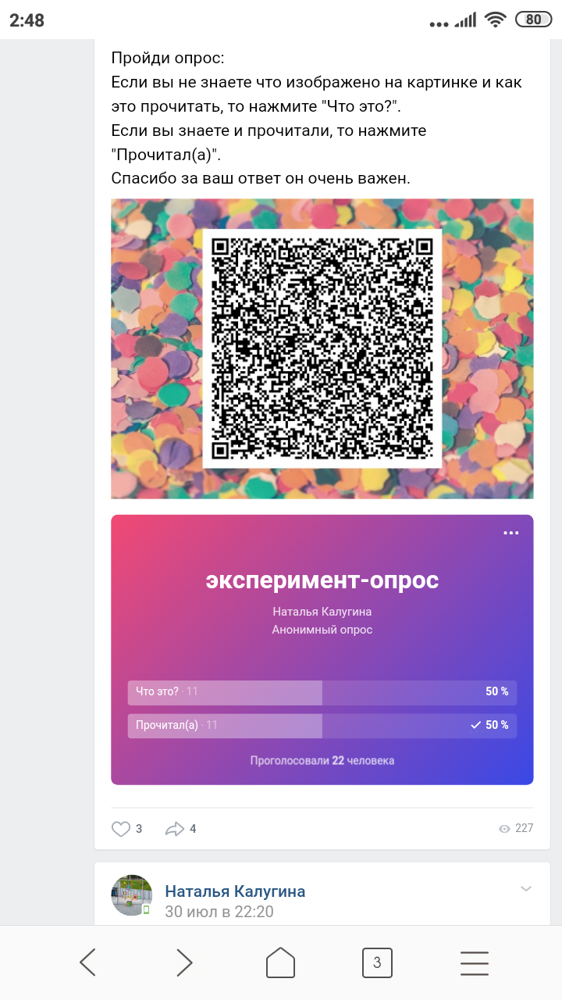 2:48
80
Пройди опрос:
Если вы не знаете что изображено на картинке и как
это прочитать, то нажмите "Что это?".
Если вы знаете и прочитали, то нажмите
"Прочитал(а)".
Спасибо за ваш ответ он очень важен.
эксперимент-опрос
Наталья Калугина
Анонимный опрос
Что это? · 11 50 %
Прочитал(а) · 11 50 %
Проголосовали 22 человека
3 4 227
Наталья Калугина
30 июл в 22:20
3